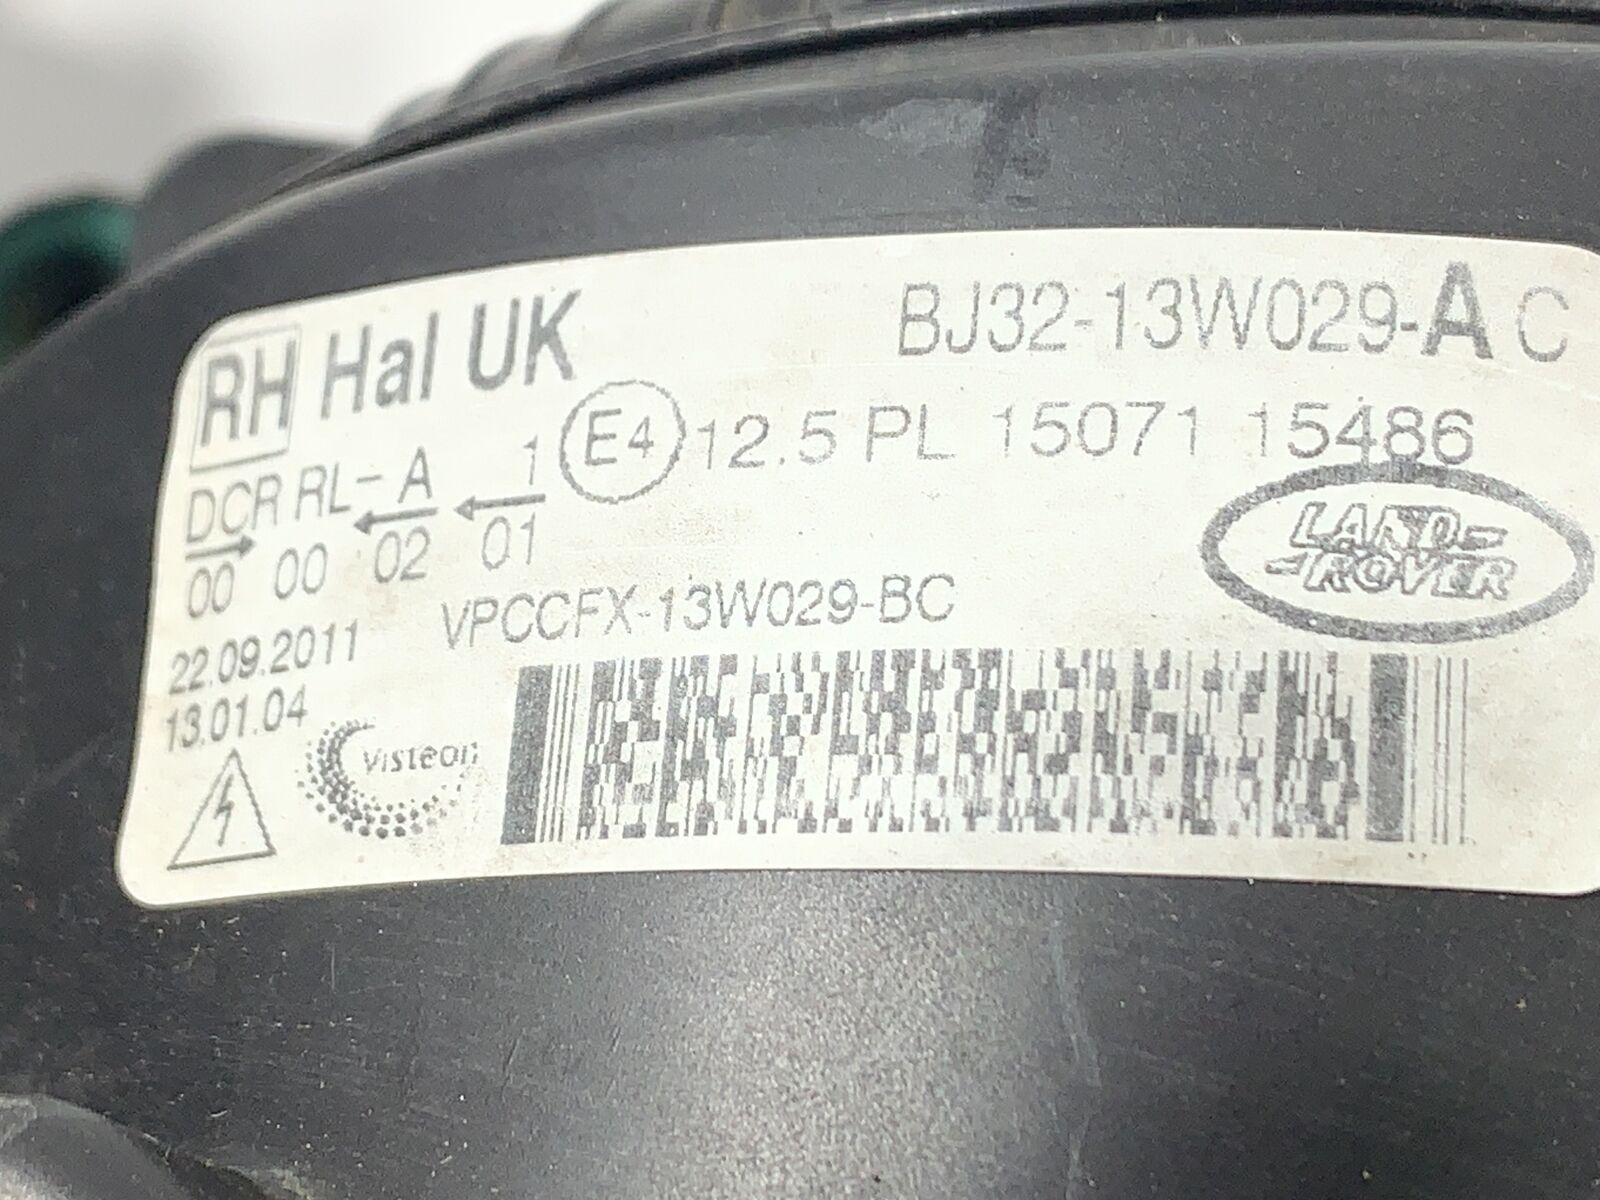 RH Hal UK BJ32-13W029-A C
DCR RL-A 1 E4 12.5 PL 15071 15486
00 00 02 01
LAND-
-ROVER
VPCCFX-13W029-BC
22.09.2011
13.01.04
Visteon